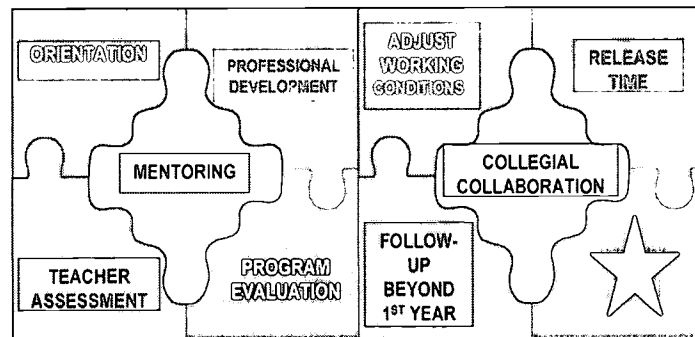 ORIENTATION
PROFESSIONAL
DEVELOPMENT
MENTORING
TEACHER
ASSESSMENT
PROGRAM
EVALUATION
ADJUST
WORKING
CONDITIONS
RELEASE
TIME
COLLEGIAL
COLLABORATION
FOLLOW-
UP
BEYOND
1ST YEAR